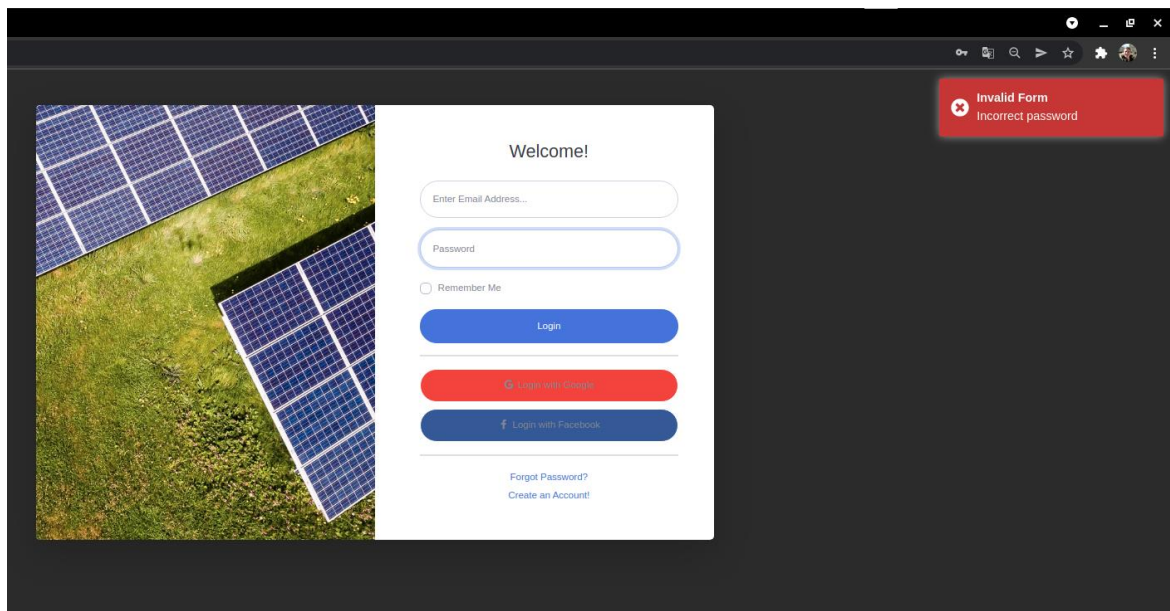 Invalid Form
Incorrect password
Welcome!
Enter Email Address...
Password
Remember Me
Login
Login with Google
Login with Facebook
Forgot Password?
Create an Account!